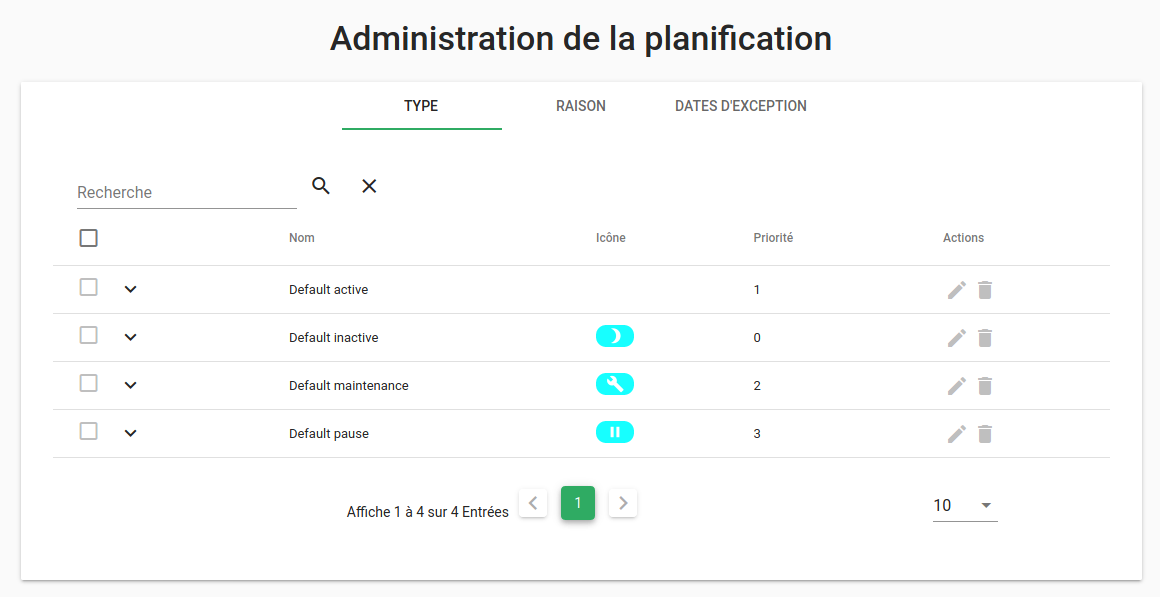 Administration de la planification
TYPE RAISON DATES D'EXCEPTION
Recherche
Nom Icône Priorité Actions
Default active 1
Default inactive 0
Default maintenance 2
Default pause 3
Affiche 1 à 4 sur 4 Entrées 1 10